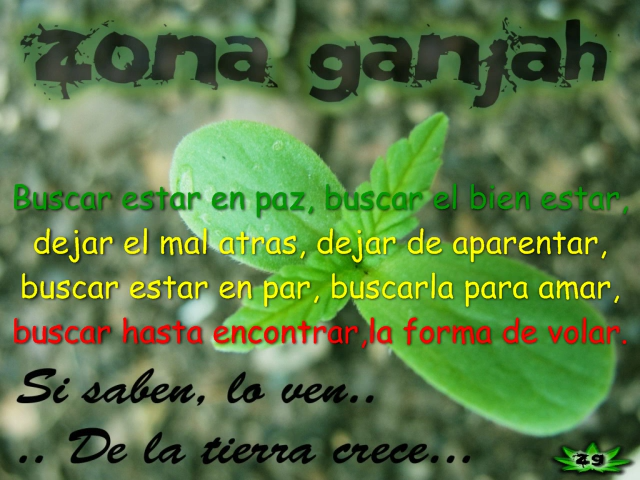 zona ganjah
Buscar estar en paz, buscar el bien estar,
dejar el mal atras, dejar de aparentar,
buscar estar en par, buscarla para amar,
buscar hasta encontrar,la forma de volar.
Si saben, lo ven..
.. De la tierra crece...
ZG